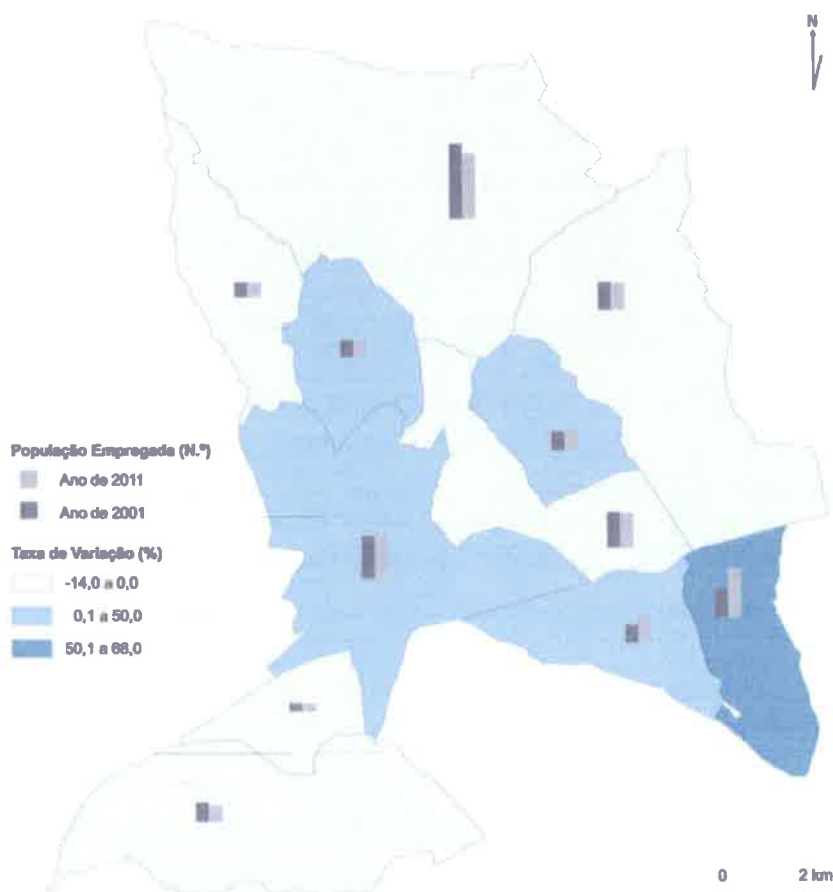 N
População Empregada (N.º)
Ano de 2011
Ano de 2001
Taxa de Variação (%)
-14,0 a 0,0
0,1 a 50,0
50,1 a 68,0
0 2 km